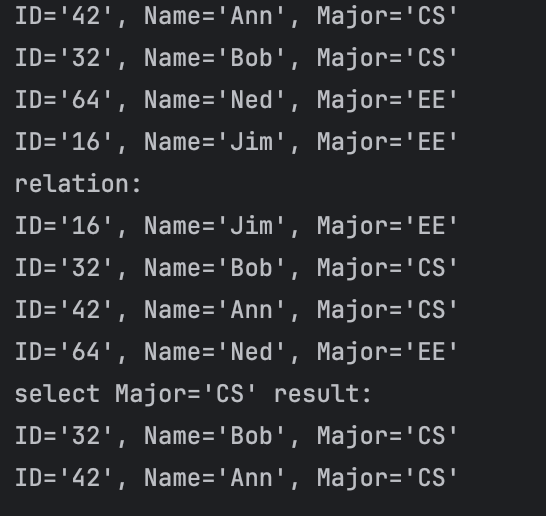 ID='42', Name='Ann', Major='CS'
ID='32', Name='Bob', Major='CS'
ID='64', Name='Ned', Major='EE'
ID='16', Name='Jim', Major='EE'
relation:
ID='16', Name='Jim', Major='EE'
ID='32', Name='Bob', Major='CS'
ID='42', Name='Ann', Major='CS'
ID='64', Name='Ned', Major='EE'
select Major='CS' result:
ID='32', Name='Bob', Major='CS'
ID='42', Name='Ann', Major='CS'